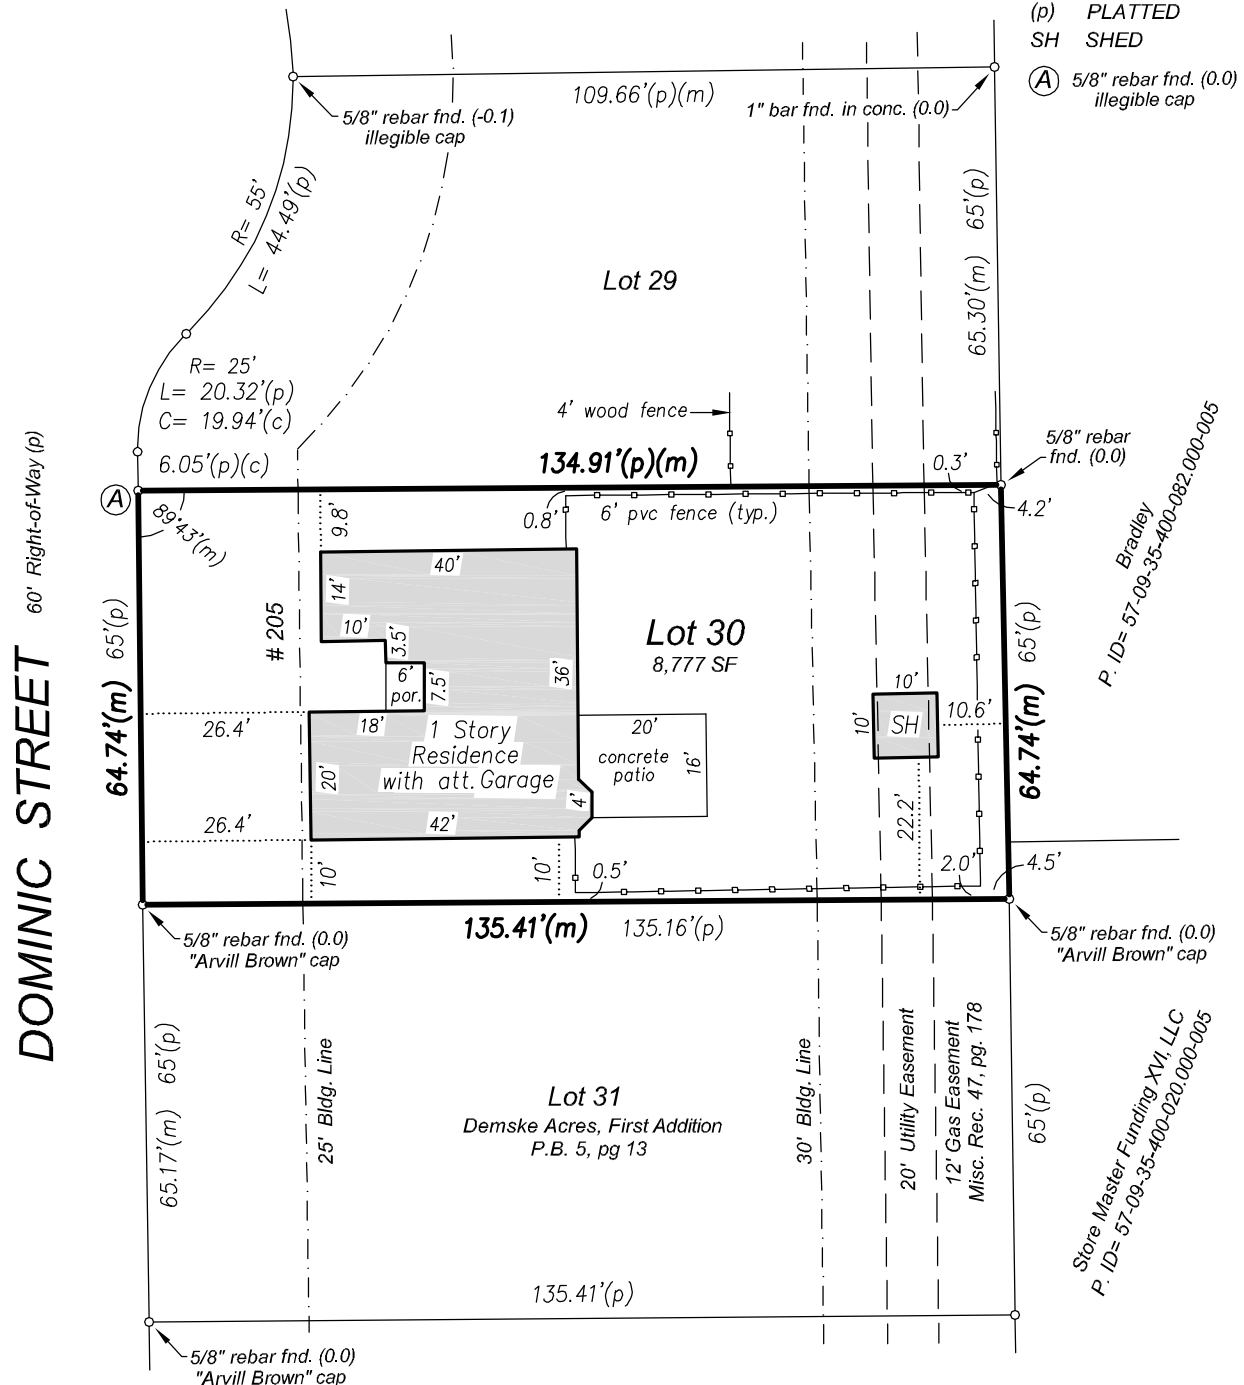 (p) PLATTED
SH SHED
A 5/8" rebar fnd. (0.0)
illegible cap
109.66'(p)(m)
5/8" rebar fnd. (-0.1)
illegible cap
1" bar fnd. in conc. (0.0)
R= 55'
L= 44.49'(p)
65'(p)
65.30'(m)
Lot 29
R= 25'
L= 20.32'(p)
C= 19.94'(c)
6.05'(p)(c)
4' wood fence
134.91'(p)(m)
0.3'
5/8" rebar
fnd. (0.0)
A
89°43'(m)
9.8'
0.8'
6' pvc fence (typ.)
4.2'
Bradley
P. ID= 57-09-35-400-082.000-005
DOMINIC STREET
60' Right-of-Way (p)
65'(p)
64.74'(m)
# 205
40'
14'
10'
3.5'
6'
por.
7.5'
36'
Lot 30
8,777 SF
65'(p)
64.74'(m)
10'
10'
SH
10.6'
26.4'
18'
1 Story
Residence
with att. Garage
20'
20'
concrete
patio
16'
4'
26.4'
42'
22.2'
10'
10'
0.5'
2.0'
4.5'
135.41'(m)
135.16'(p)
5/8" rebar fnd. (0.0)
"Arvill Brown" cap
5/8" rebar fnd. (0.0)
"Arvill Brown" cap
65'(p)
65.17'(m)
25' Bldg. Line
Lot 31
Demske Acres, First Addition
P.B. 5, pg 13
30' Bldg. Line
20' Utility Easement
12' Gas Easement
Misc. Rec. 47, pg. 178
65'(p)
Store Master Funding XVI, LLC
P. ID= 57-09-35-400-020.000-005
135.41'(p)
5/8" rebar fnd. (0.0)
"Arvill Brown" cap